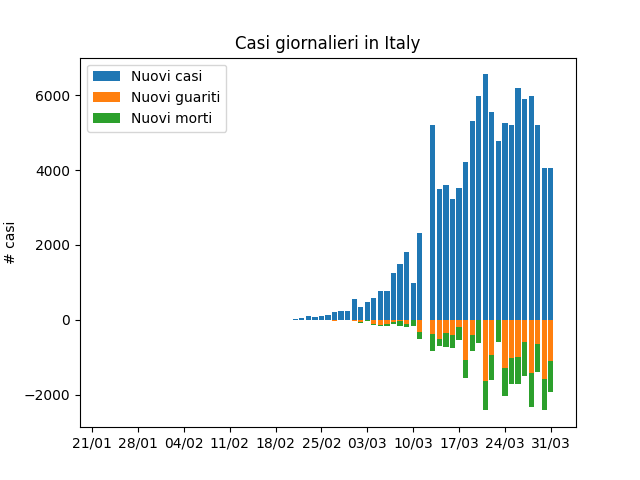 Casi giornalieri in Italy
Nuovi casi
Nuovi guariti
Nuovi morti
# casi
6000
4000
2000
0
−2000
21/01 28/01 04/02 11/02 18/02 25/02 03/03 10/03 17/03 24/03 31/03